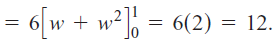 = 6[w + w²]₀¹ = 6(2) = 12.